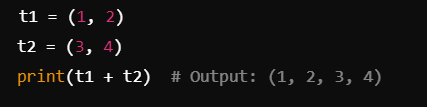 t1 = (1, 2)
t2 = (3, 4)
print(t1 + t2)  # Output: (1, 2, 3, 4)